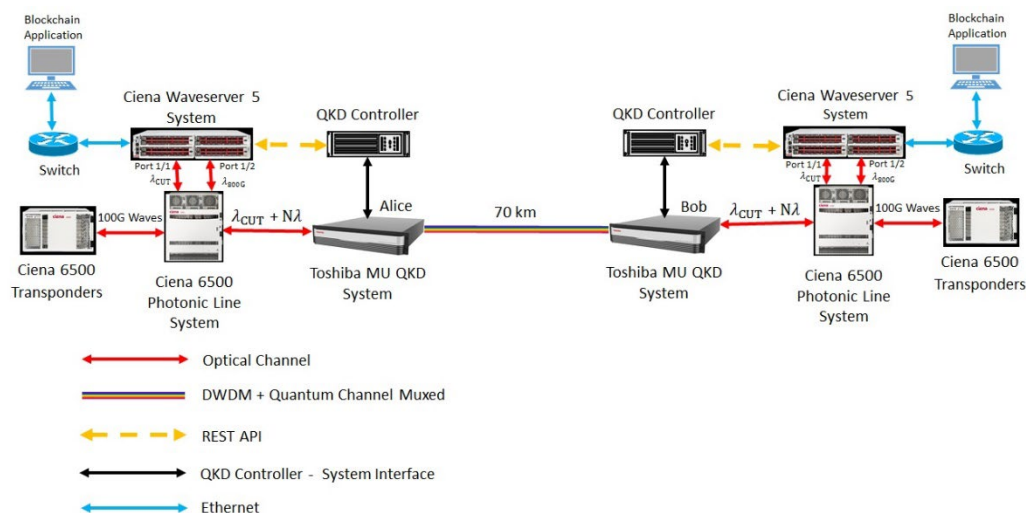 Blockchain
Application
Ciena Waveserver 5
System
QKD Controller
Switch
Port 1/1
Port 1/2
λCUT
λ800G
100G Waves
λCUT + Nλ
Alice
70 km
Ciena 6500
Transponders
Ciena 6500
Photonic Line
System
Toshiba MU QKD
System
Blockchain
Application
QKD Controller
Ciena Waveserver 5
System
Port 1/1
Port 1/2
λCUT
λ800G
Switch
Bob
λCUT + Nλ
100G Waves
Toshiba MU QKD
System
Ciena 6500
Photonic Line
System
Ciena 6500
Transponders
Optical Channel
DWDM + Quantum Channel Muxed
REST API
QKD Controller - System Interface
Ethernet